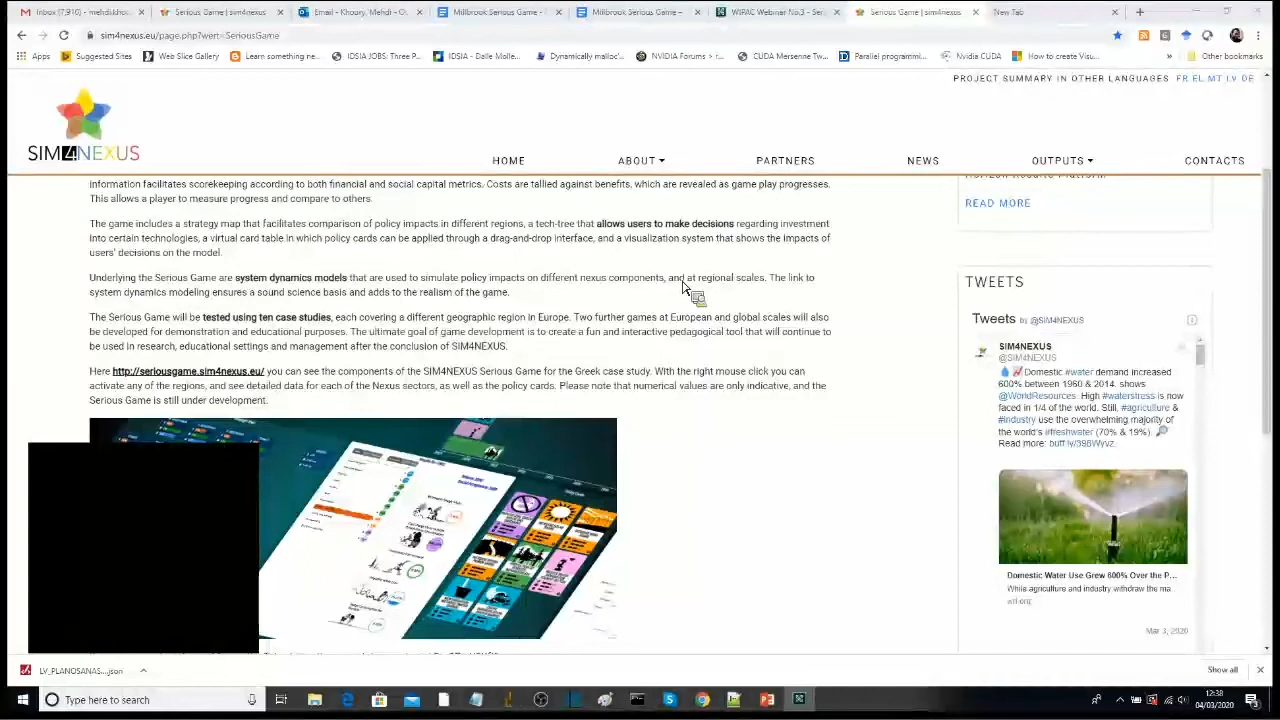 Inbox (7,910) - mehdi.kho
Serious Game | sim4nexus
Email - Khoury, Mehdi - O
Millbrook Serious Game -
Millbrook Serious Game –
WIPAC Webinar No.3 - Se
Serious Game | sim4nexus
New Tab
sim4nexus.eu/page.php?wert=SeriousGame
Apps
Suggested Sites
Web Slice Gallery
Learn something ne...
IDSIA JOBS: Three P...
IDSIA - Dalle-Molle...
Dynamically malloc'...
NVIDIA Forums > r...
CUDA Mersenne Tw...
Parallel programmi...
Nvidia CUDA
How to create Visu...
Other bookmarks
PROJECT SUMMARY IN OTHER LANGUAGES FR EL MT LV DE
SIM4NEXUS
HOME
ABOUT
PARTNERS
NEWS
OUTPUTS
CONTACTS
information facilitates scorekeeping according to both financial and social capital metrics. Costs are tallied against benefits, which are revealed as game play progresses.
This allows a player to measure progress and compare to others.
The game includes a strategy map that facilitates comparison of policy impacts in different regions, a tech-tree that allows users to make decisions regarding investment
into certain technologies, a virtual card table in which policy cards can be applied through a drag-and-drop interface, and a visualization system that shows the impacts of
users' decisions on the model.
Underlying the Serious Game are system dynamics models that are used to simulate policy impacts on different nexus components, and at regional scales. The link to
system dynamics modeling ensures a sound science basis and adds to the realism of the game.
The Serious Game will be tested using ten case studies, each covering a different geographic region in Europe. Two further games at European and global scales will also
be developed for demonstration and educational purposes. The ultimate goal of game development is to create a fun and interactive pedagogical tool that will continue to
be used in research, educational settings and management after the conclusion of SIM4NEXUS.
Here http://seriousgame.sim4nexus.eu/ you can see the components of the SIM4NEXUS Serious Game for the Greek case study. With the right mouse click you can
activate any of the regions, and see detailed data for each of the Nexus sectors, as well as the policy cards. Please note that numerical values are only indicative, and the
Serious Game is still under development.
READ MORE
TWEETS
Tweets by @SIM4NEXUS
SIM4NEXUS
@SIM4NEXUS
Domestic #water demand increased
600% between 1960 & 2014. shows
@WorldResources. High #waterstress is now
faced in 1/4 of the world. Still, #agriculture &
#industry use the overwhelming majority of
the world's #freshwater (70% & 19%).
Read more: buff.ly/398Wyvz.
Domestic Water Use Grew 600% Over the P...
While agriculture and industry withdraw the ma
wri.org
Mar 3, 2020
LV_PLANOSANAS....json
Show all
Type here to search
12:38
04/03/2020